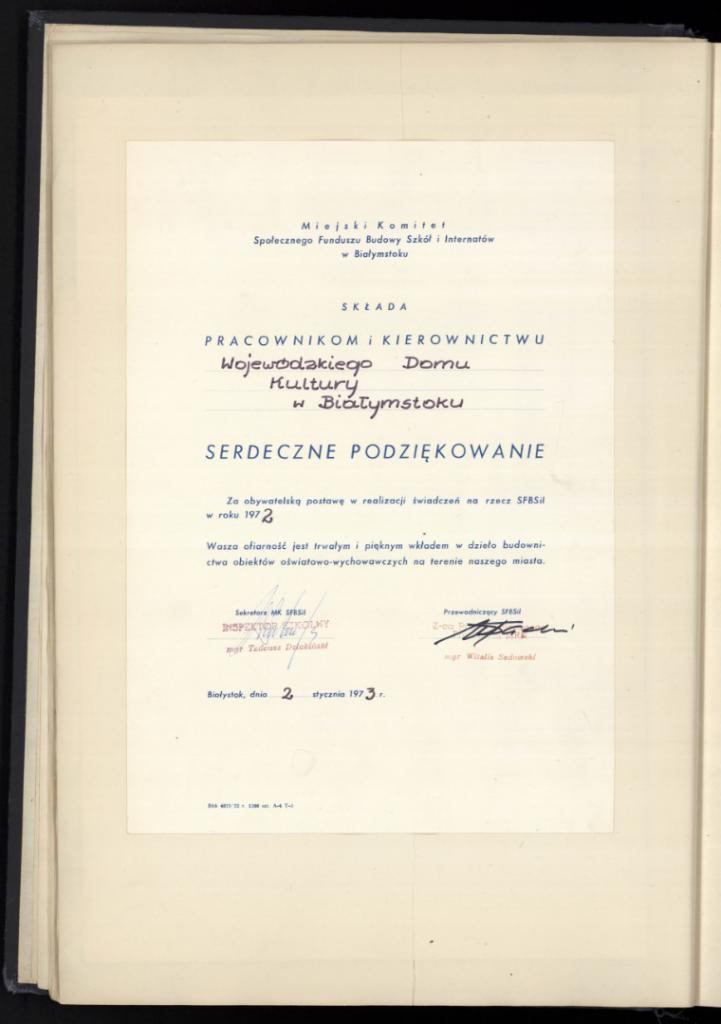 Miejski Komitet
Społecznego Funduszu Budowy Szkół i Internatów
w Białymstoku
SKŁADA
PRACOWNIKOM i KIEROWNICTWU
Wojewódzkiego Domu
Kultury
w Białymstoku
SERDECZNE PODZIĘKOWANIE
Za obywatelską postawę w realizacji świadczeń na rzecz SFBSiI
w roku 1972
Wasza ofiarność jest trwałym i pięknym wkładem w dzieło budowni-
ctwa obiektów oświatowo-wychowawczych na terenie naszego miasta.
Sekretarz MK SFBSiI
INSPEKTOR SZKOLNY
mgr Tadeusz
Przewodniczący SFBSiI
Z-ca
mgr Witalis Sadowski
Białystok, dnia 2 stycznia 1973 r.
A-4